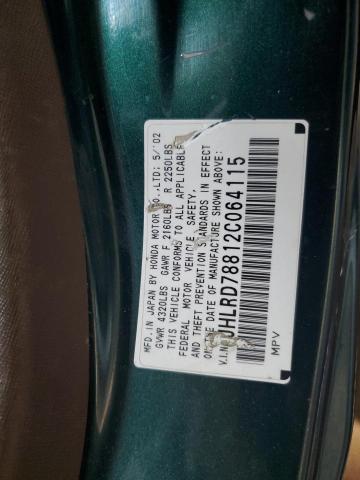 MFD. IN JAPAN BY HONDA MOTOR CO.,LTD: 5/'02
GVWR 4320LBS GAWR F 2160LBS R 2250LBS
THIS VEHICLE CONFORMS TO ALL APPLICABLE
FEDERAL MOTOR VEHICLE SAFETY,
AND THEFT PREVENTION STANDARDS IN EFFECT
ON THE DATE OF MANUFACTURE SHOWN ABOVE:
V.I.N. JHLRD78812C064115
MPV